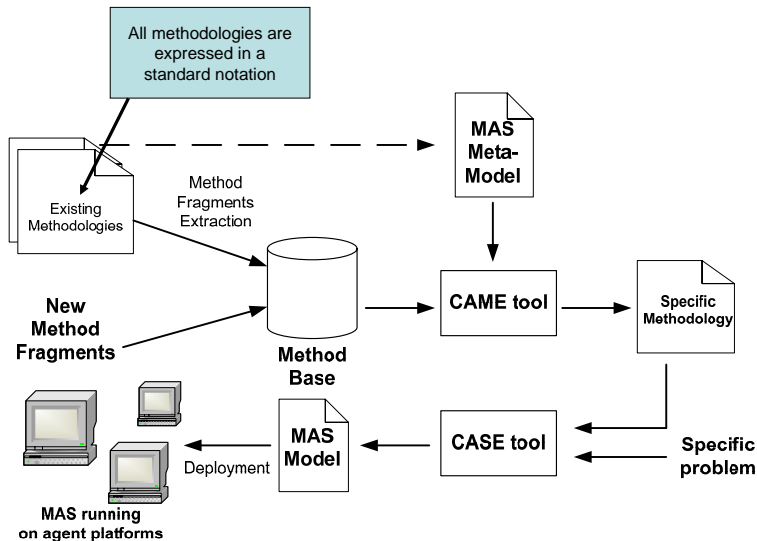 All methodologies are
expressed in a
standard notation
MAS
Meta-
Model
Existing
Methodologies
Method
Fragments
Extraction
New
Method
Fragments
Method
Base
CAME tool
Specific
Methodology
MAS running
on agent platforms
Deployment
MAS
Model
CASE tool
Specific
problem